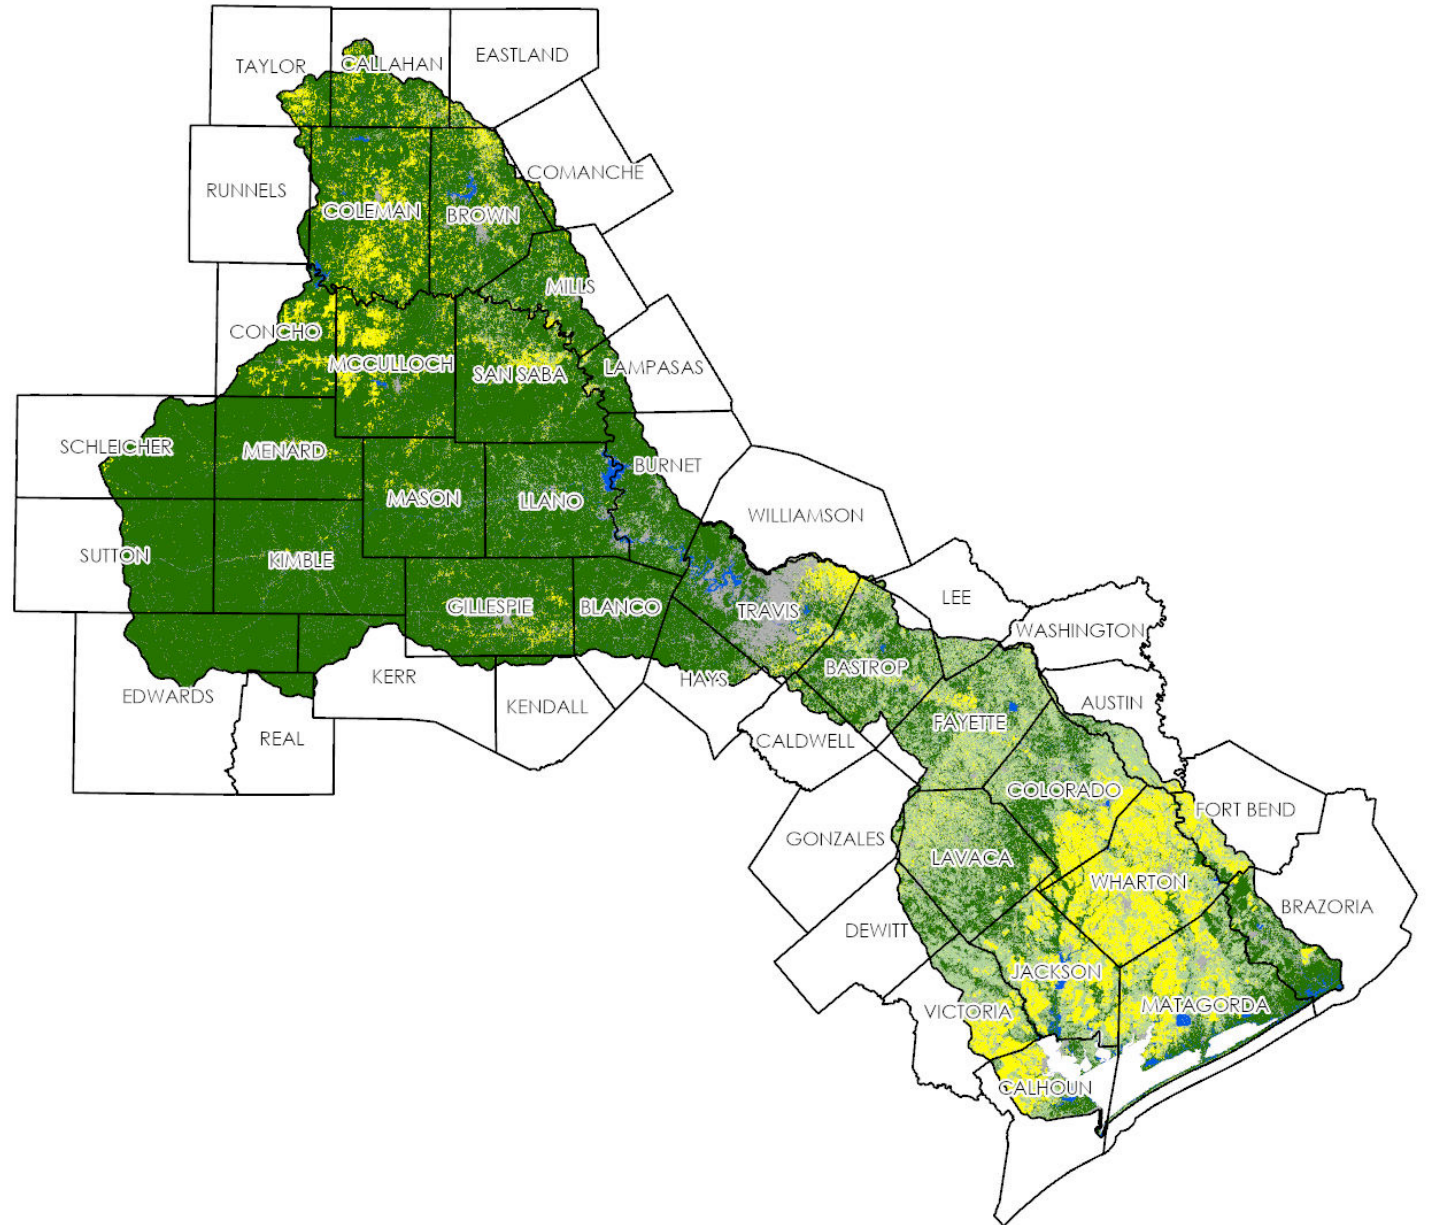 EASTLAND
CALLAHAN
TAYLOR
COMANCHE
RUNNELS
COLEMAN
BROWN
MILLS
CONCHO
MCCULLOCH
SAN SABA
LAMPASAS
SCHLEICHER
MENARD
BURNET
MASON
LLANO
WILLIAMSON
SUTTON
KIMBLE
GILLESPIE
BLANCO
TRAVIS
LEE
WASHINGTON
BASTROP
KERR
HAYS
EDWARDS
KENDALL
AUSTIN
FAYETTE
REAL
CALDWELL
COLORADO
FORT BEND
GONZALES
LAVACA
WHARTON
BRAZORIA
DEWITT
JACKSON
MATAGORDA
VICTORIA
CALHOUN